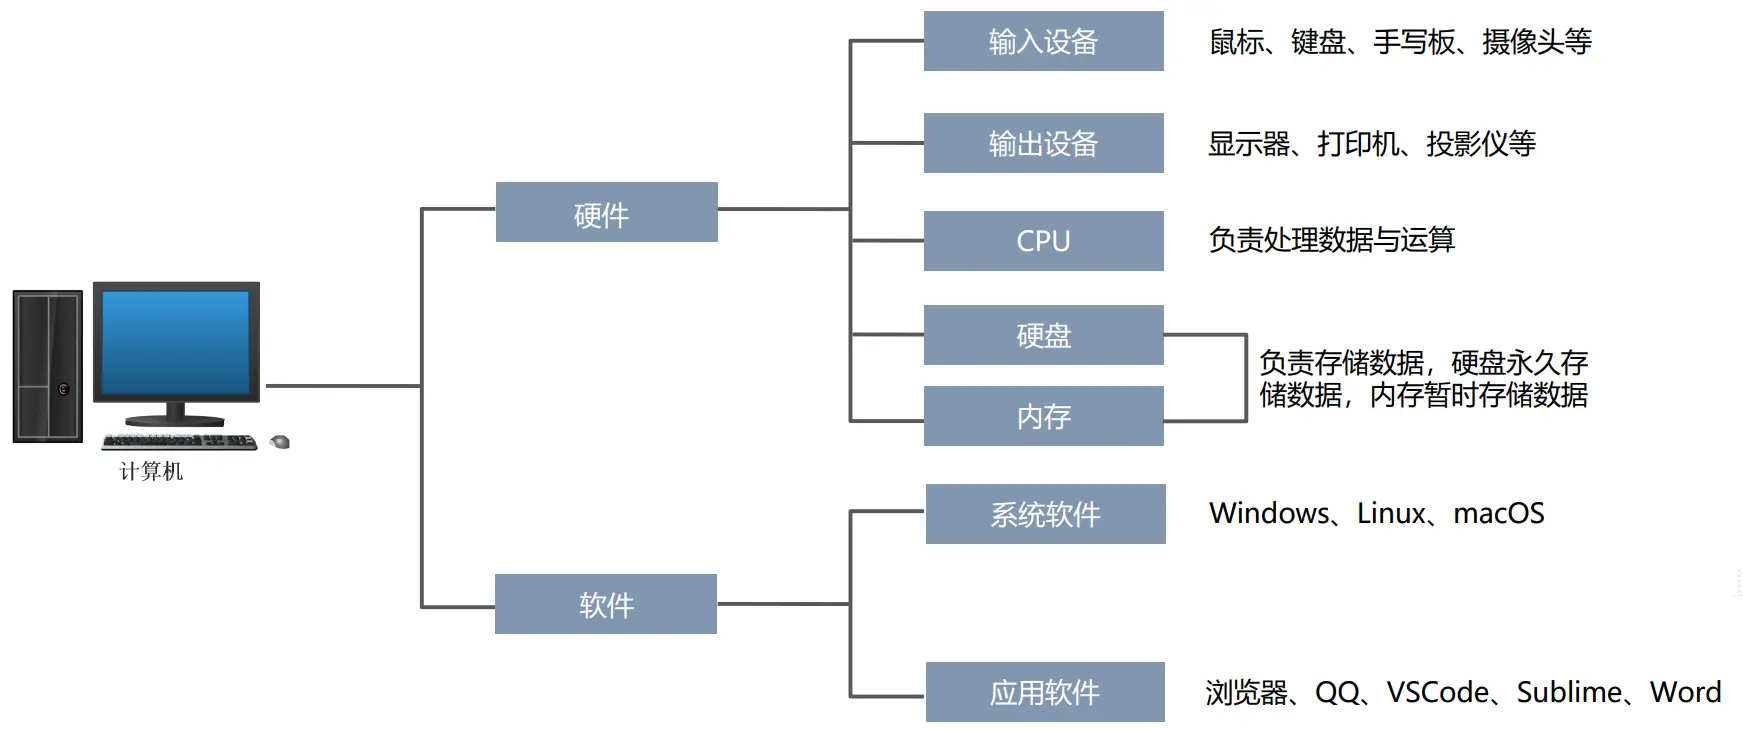 输入设备
鼠标、键盘、手写板、摄像头等
输出设备
显示器、打印机、投影仪等
硬件
CPU
负责处理数据与运算
硬盘
负责存储数据，硬盘永久存
储数据，内存暂时存储数据
内存
计算机
系统软件
Windows、Linux、macOS
软件
应用软件
浏览器、QQ、VSCode、Sublime、Word